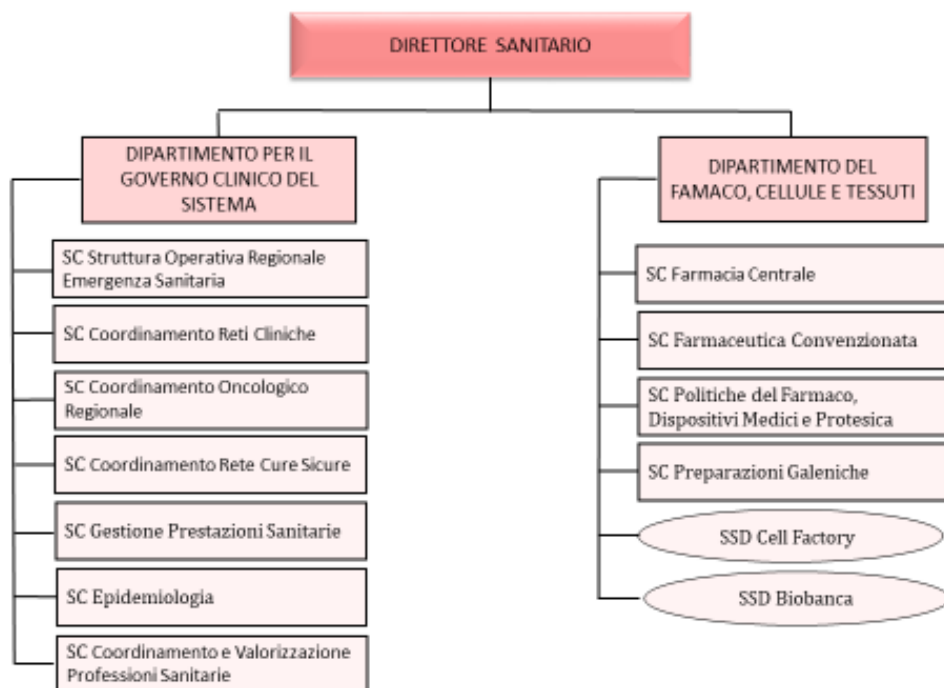 DIRETTORE SANITARIO
DIPARTIMENTO PER IL
GOVERNO CLINICO DEL
SISTEMA
SC Struttura Operativa Regionale
Emergenza Sanitaria
SC Coordinamento Reti Cliniche
SC Coordinamento Oncologico
Regionale
SC Coordinamento Rete Cure Sicure
SC Gestione Prestazioni Sanitarie
SC Epidemiologia
SC Coordinamento e Valorizzazione
Professioni Sanitarie
DIPARTIMENTO DEL
FAMACO, CELLULE E TESSUTI
SC Farmacia Centrale
SC Farmaceutica Convenzionata
SC Politiche del Farmaco,
Dispositivi Medici e Protesica
SC Preparazioni Galeniche
SSD Cell Factory
SSD Biobanca